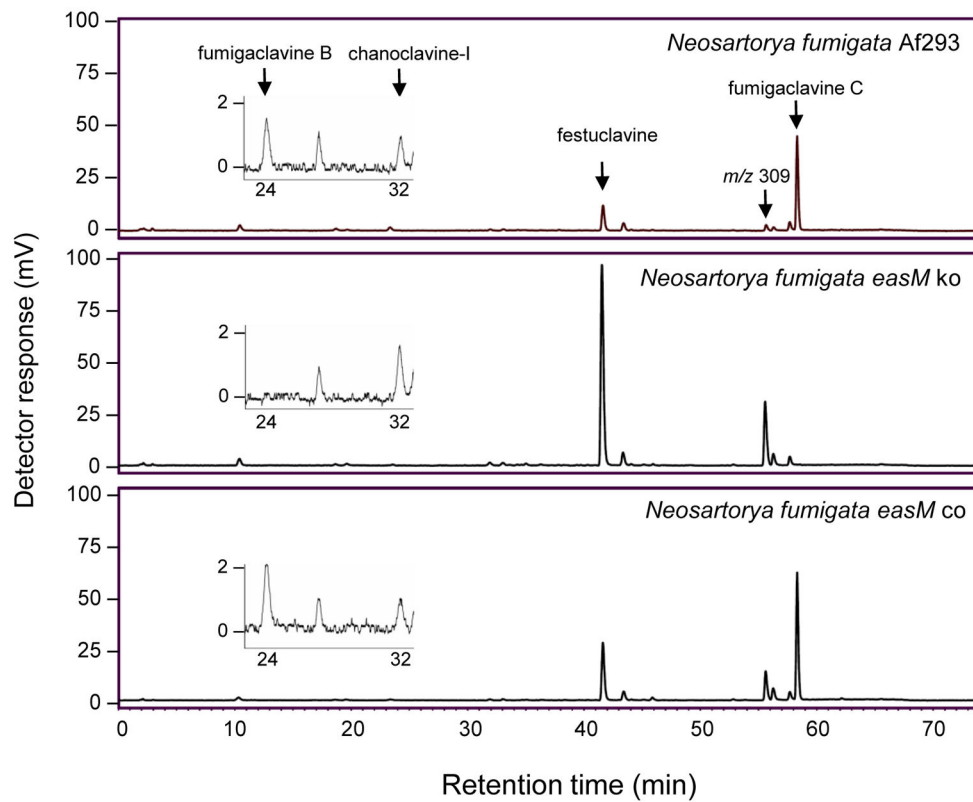 100
75
50
25
0
Neosartorya fumigata Af293
fumigaclavine B
chanoclavine-I
fumigaclavine C
festuclavine
m/z 309
2
0
24
32
100
75
50
25
0
Neosartorya fumigata easM ko
2
0
24
32
100
75
50
25
0
Neosartorya fumigata easM co
2
0
24
32
0 10 20 30 40 50 60 70
Detector response (mV)
Retention time (min)